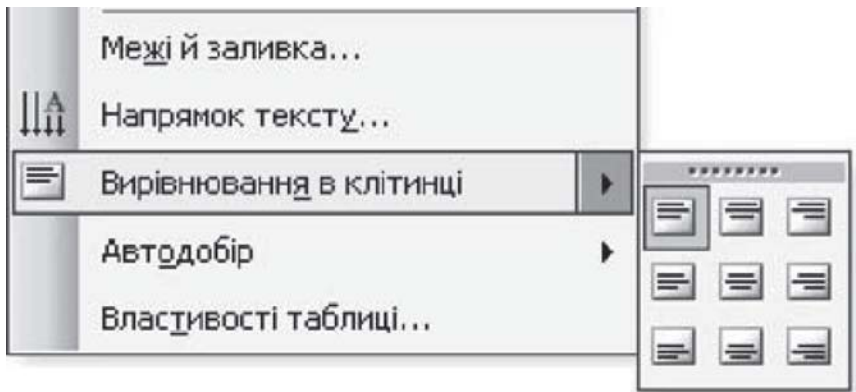 Межі й заливка...
Напрямок тексту...
Вирівнювання в клітинці
Автодобір
Властивості таблиці...